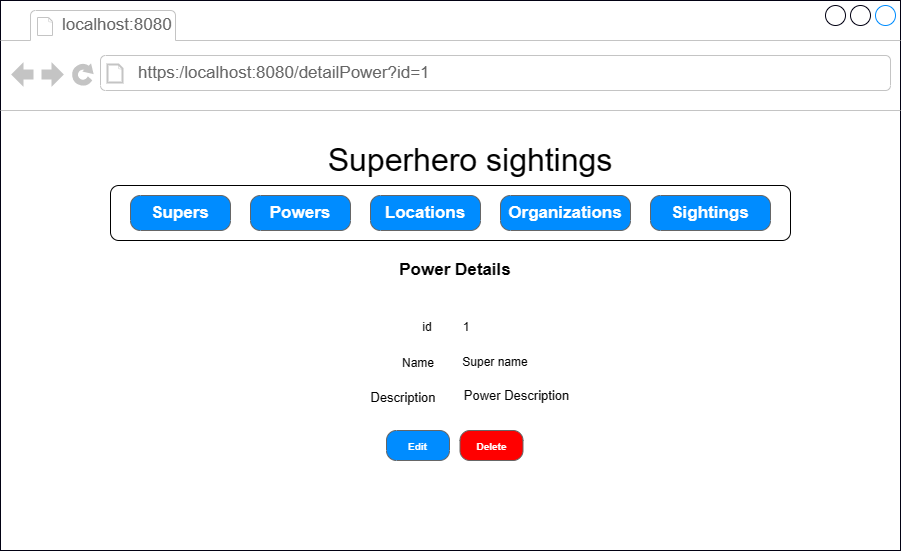 localhost:8080
https:/localhost:8080/detailPower?id=1
Superhero sightings
Supers Powers Locations Organizations Sightings
Power Details
id 1
Name Super name
Description Power Description
Edit Delete